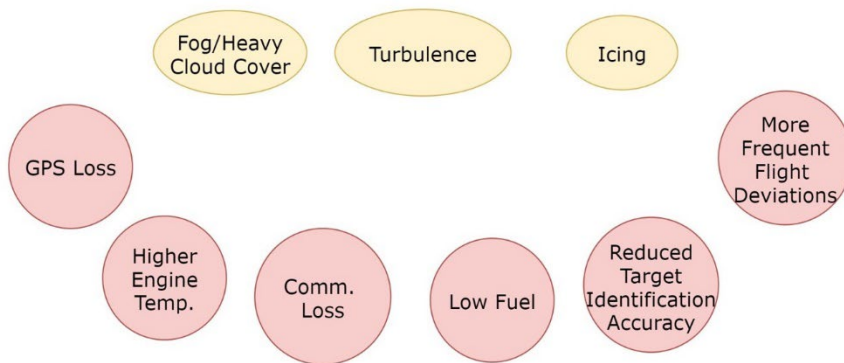 Fog/Heavy
Cloud Cover
Turbulence
Icing
GPS Loss
More
Frequent
Flight
Deviations
Higher
Engine
Temp.
Comm.
Loss
Low Fuel
Reduced
Target
Identification
Accuracy